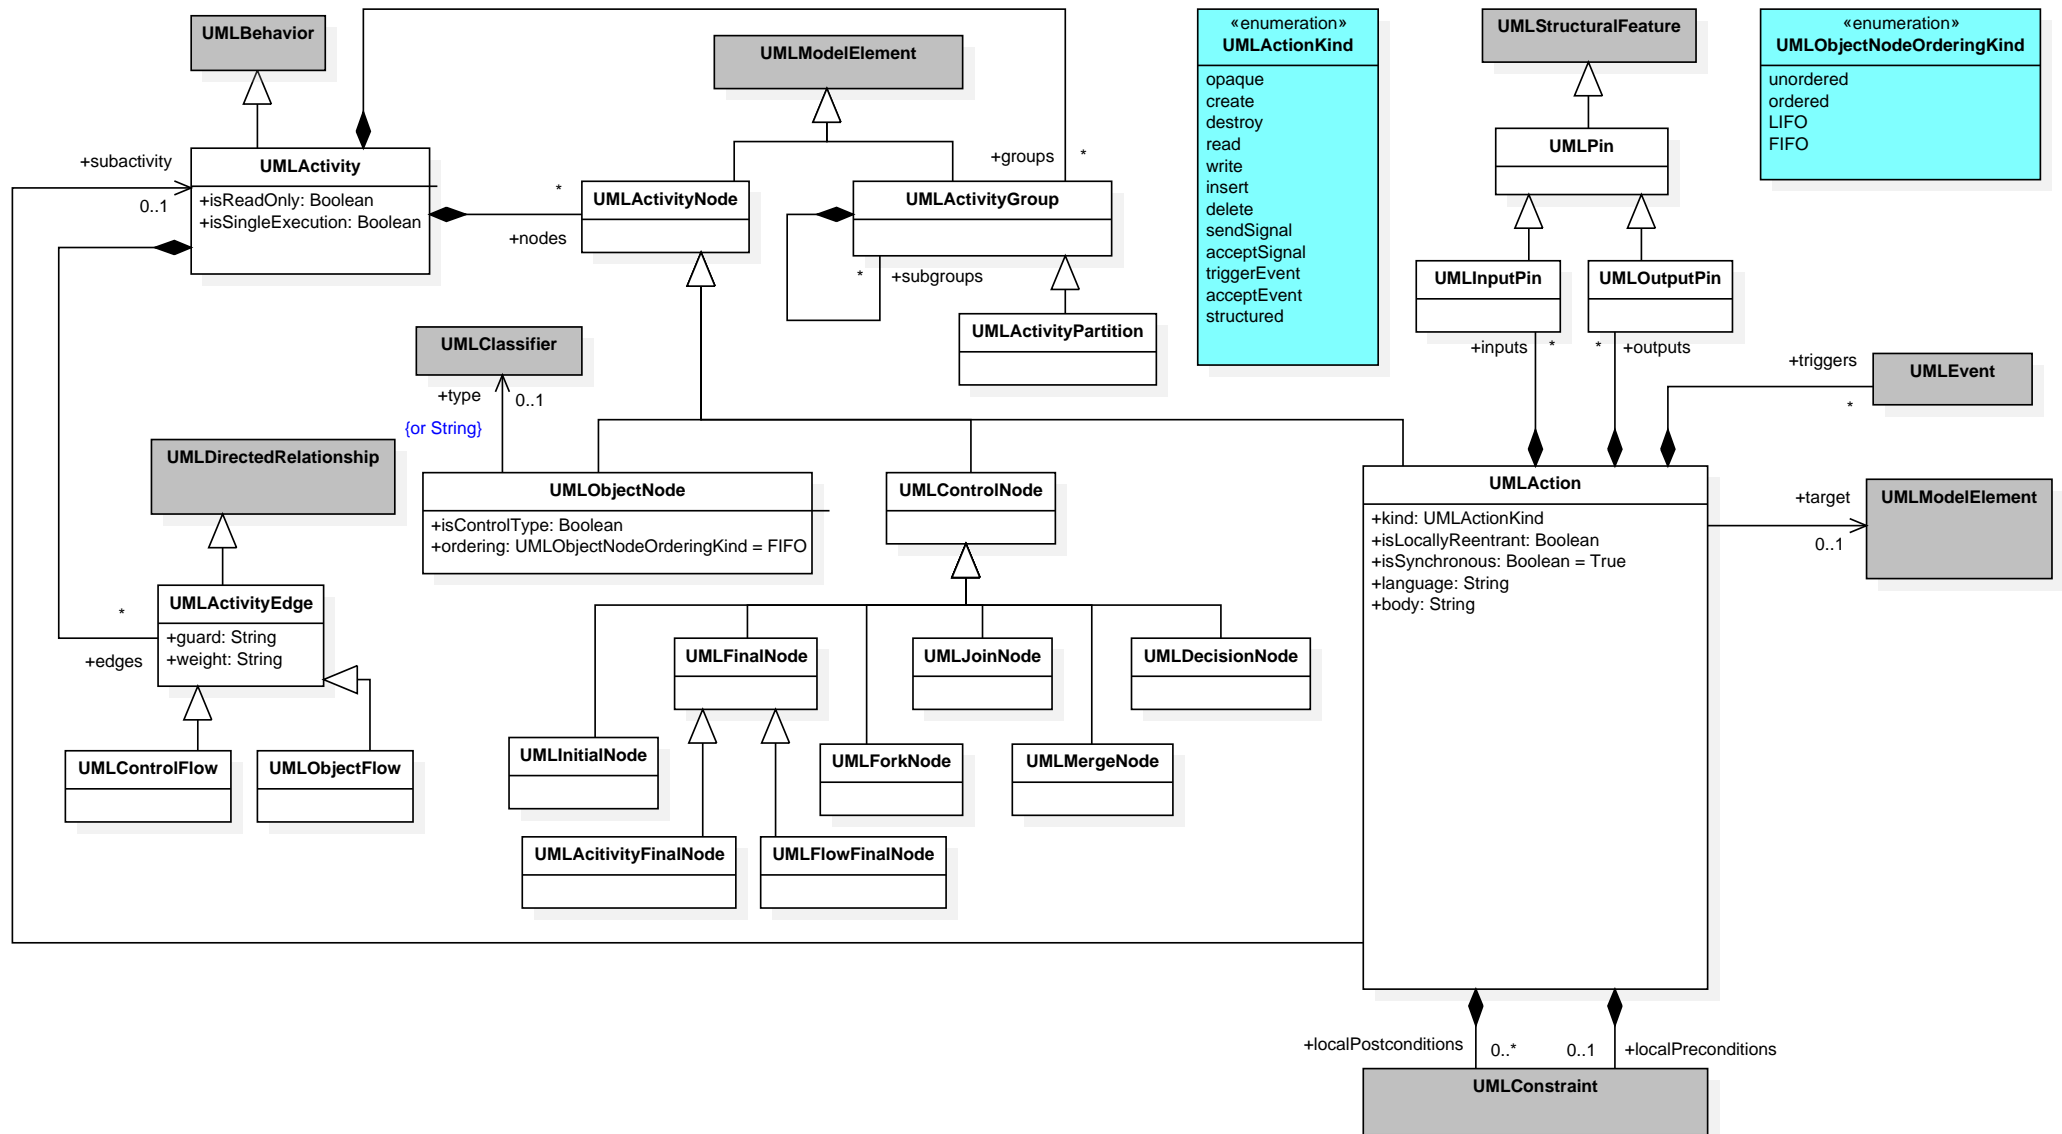 UMLBehavior
UMLModelElement
«enumeration»
UMLActionKind
opaque
create
destroy
read
write
insert
delete
sendSignal
acceptSignal
triggerEvent
acceptEvent
structured
UMLStructuralFeature
«enumeration»
UMLObjectNodeOrderingKind
unordered
ordered
LIFO
FIFO
+subactivity
0..1
UMLActivity
+isReadOnly: Boolean
+isSingleExecution: Boolean
*
+nodes
UMLActivityNode
+groups *
UMLActivityGroup
* +subgroups
UMLActivityPartition
UMLPin
UMLInputPin
UMLOutputPin
+inputs *
* +outputs
+triggers
*
UMLEvent
UMLClassifier
+type 0..1
{or String}
UMLDirectedRelationship
UMLObjectNode
+isControlType: Boolean
+ordering: UMLObjectNodeOrderingKind = FIFO
UMLControlNode
UMLAction
+kind: UMLActionKind
+isLocallyReentrant: Boolean
+isSynchronous: Boolean = True
+language: String
+body: String
+target
0..1
UMLModelElement
*
+edges
UMLActivityEdge
+guard: String
+weight: String
UMLFinalNode
UMLJoinNode
UMLDecisionNode
UMLControlFlow
UMLObjectFlow
UMLInitialNode
UMLForkNode
UMLMergeNode
UMLAcitivityFinalNode
UMLFlowFinalNode
+localPostconditions 0..*
0..1 +localPreconditions
UMLConstraint